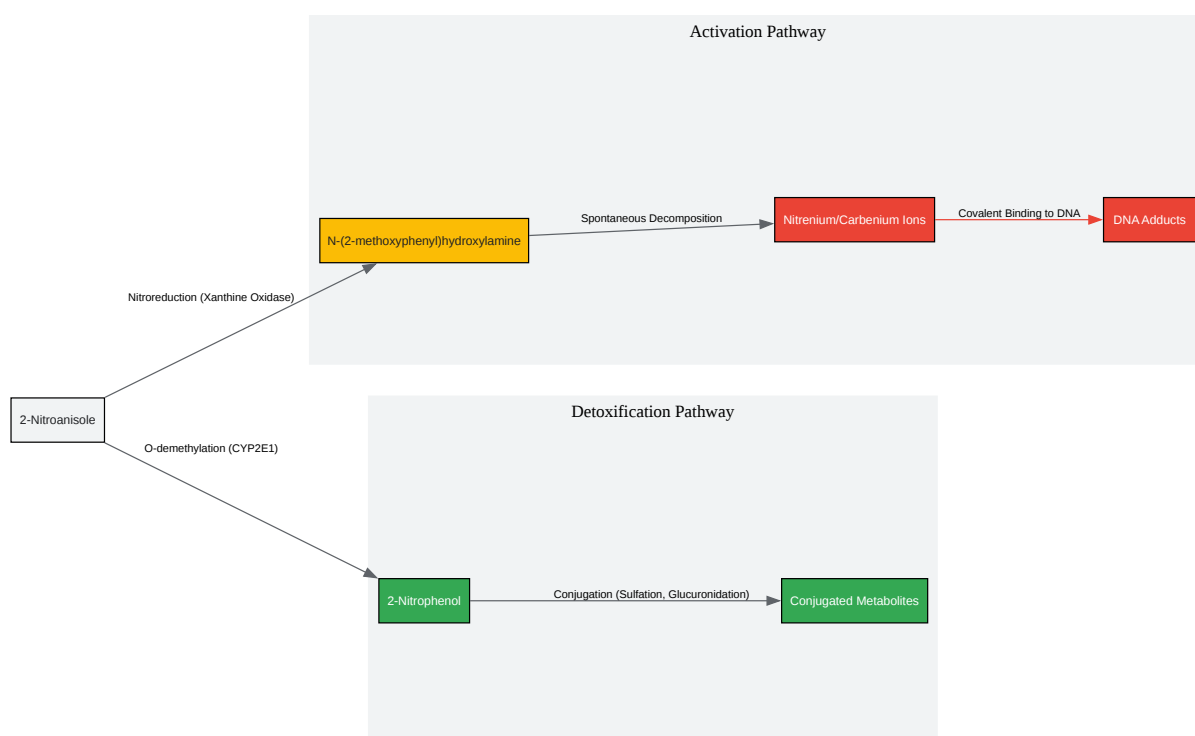 Activation Pathway
N-(2-methoxyphenyl)hydroxylamine
Spontaneous Decomposition
Nitrenium/Carbenium Ions
Covalent Binding to DNA
DNA Adducts
Nitroreduction (Xanthine Oxidase)
2-Nitroanisole
O-demethylation (CYP2E1)
Detoxification Pathway
2-Nitrophenol
Conjugation (Sulfation, Glucuronidation)
Conjugated Metabolites